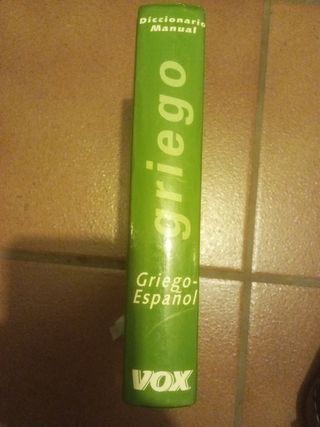 Diccionario
Manual
griego
Griego-
Español
VOX